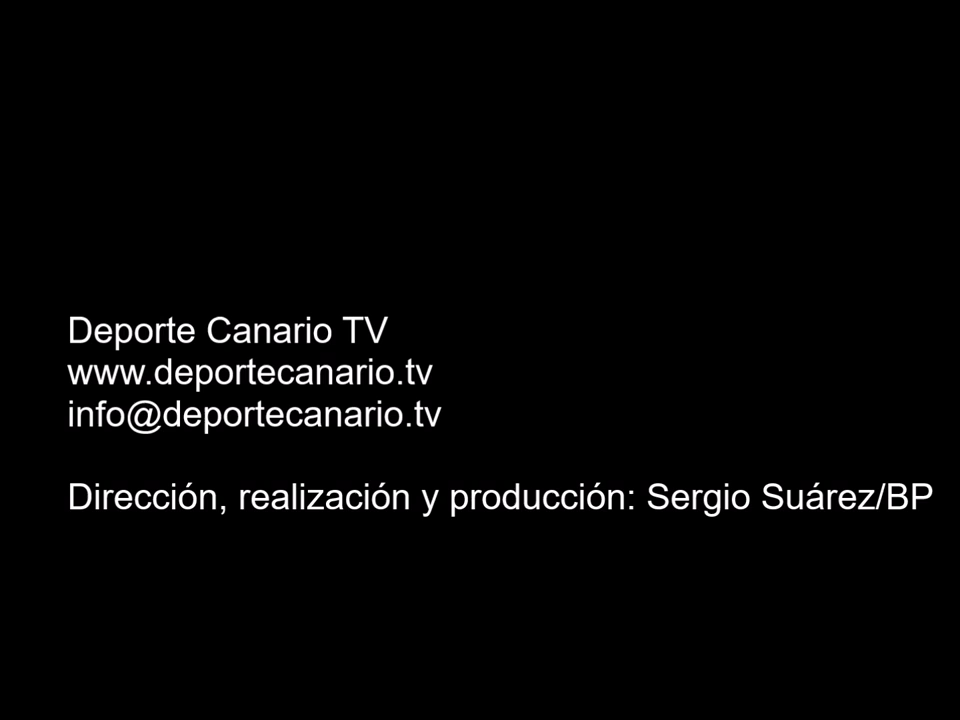 Deporte Canario TV
www.deportecanario.tv
info@deportecanario.tv
Dirección, realización y producción: Sergio Suárez/BP